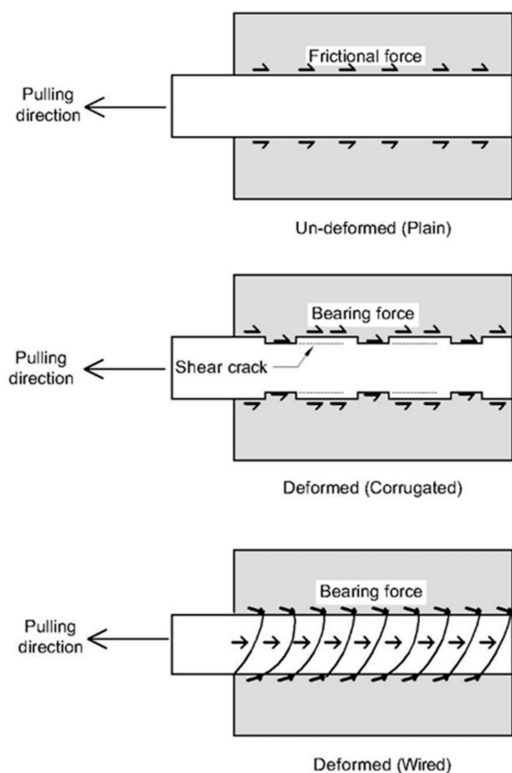 Frictional force
Pulling
direction
Un-deformed (Plain)
Bearing force
Pulling
direction
Shear crack
Deformed (Corrugated)
Bearing force
Pulling
direction
Deformed (Wired)